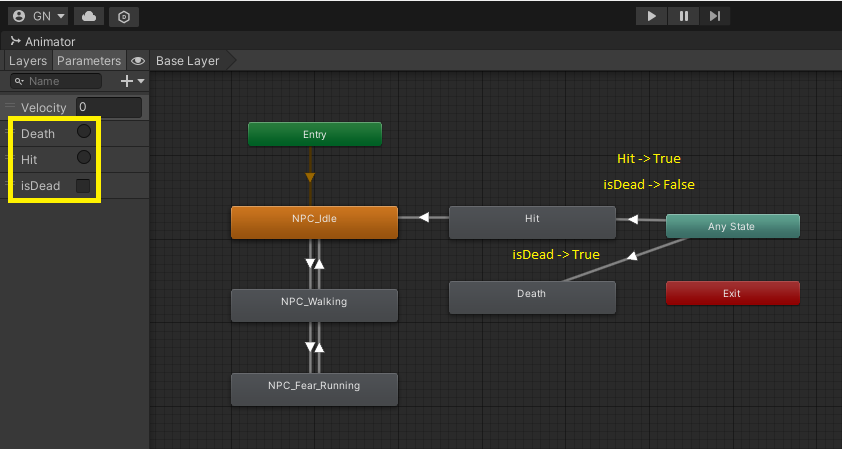 GN
Animator
Layers Parameters Base Layer
Name
Velocity 0
Death
Hit
isDead
Entry
Hit -> True
isDead -> False
NPC_Idle
Hit
Any State
isDead -> True
NPC_Walking
Death
Exit
NPC_Fear_Running